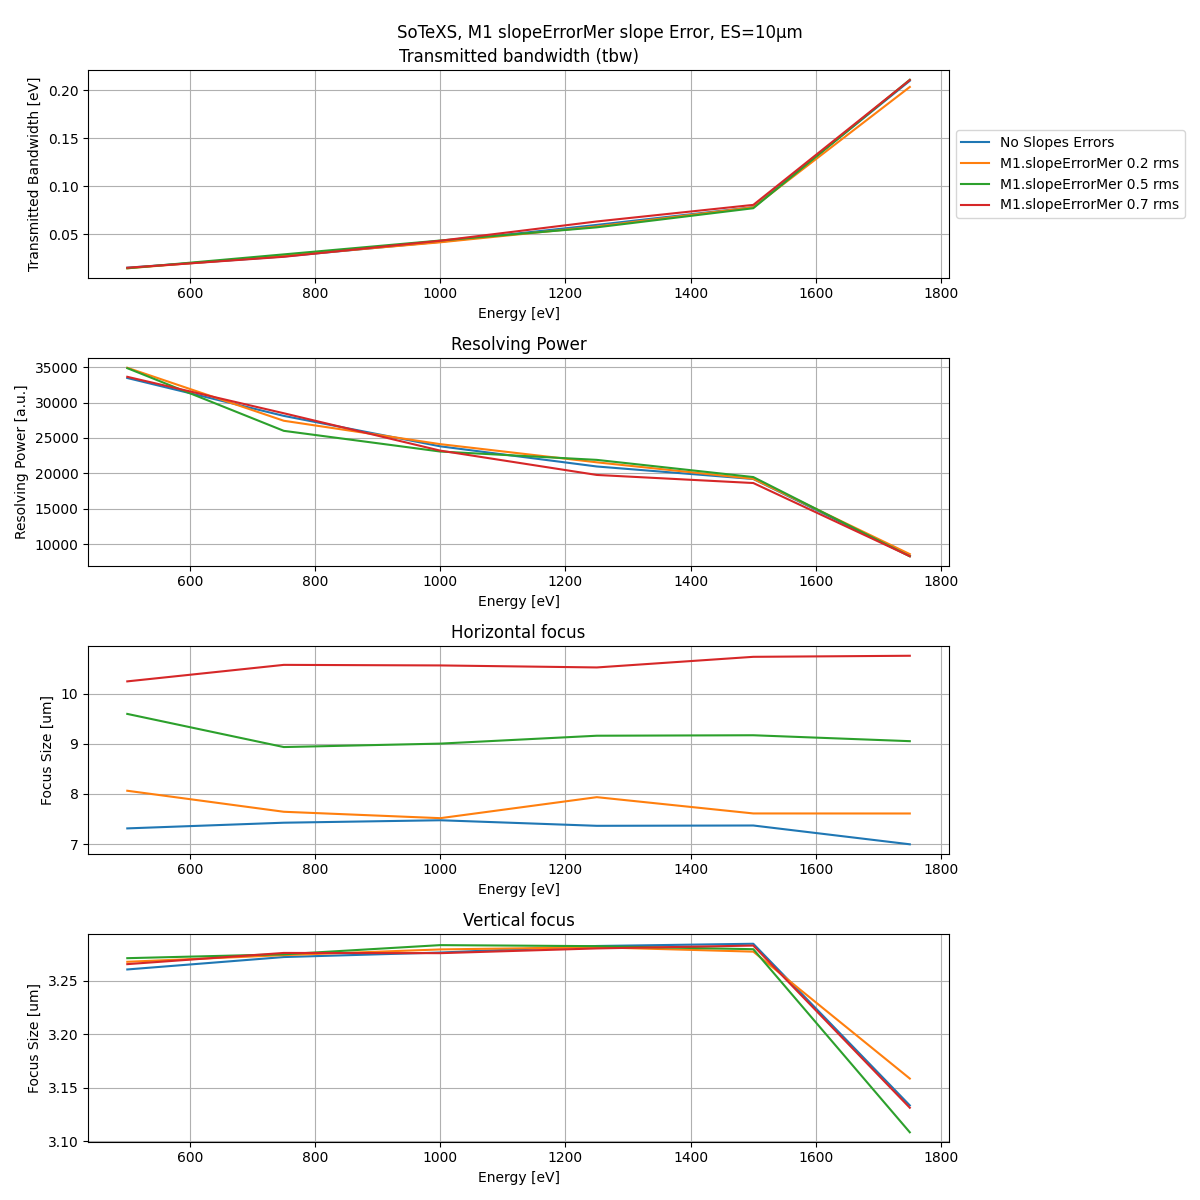 SoTeXS, M1 slopeErrorMer slope Error, ES=10µm
Transmitted bandwidth (tbw)
Transmitted Bandwidth [eV]
0.20
0.15
0.10
0.05
600 800 1000 1200 1400 1600 1800
Energy [eV]
No Slopes Errors
M1.slopeErrorMer 0.2 rms
M1.slopeErrorMer 0.5 rms
M1.slopeErrorMer 0.7 rms
Resolving Power
Resolving Power [a.u.]
35000
30000
25000
20000
15000
10000
600 800 1000 1200 1400 1600 1800
Energy [eV]
Horizontal focus
Focus Size [um]
10
9
8
7
600 800 1000 1200 1400 1600 1800
Energy [eV]
Vertical focus
Focus Size [um]
3.25
3.20
3.15
3.10
600 800 1000 1200 1400 1600 1800
Energy [eV]